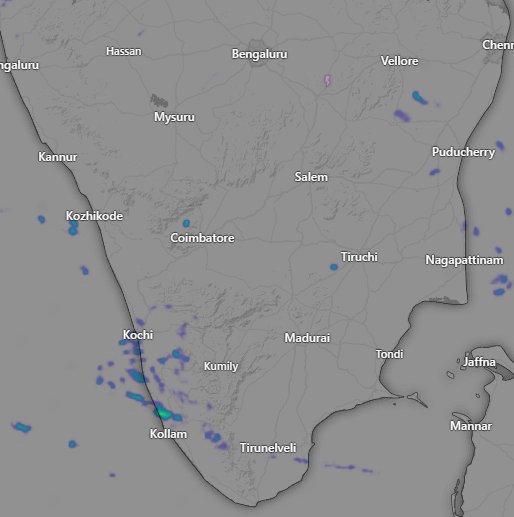 Chenn
Hassan
Bengaluru
ngaluru
Vellore
Mysuru
Kannur
Puducherry
Salem
Kozhikode
Coimbatore
Tiruchi
Nagapattinam
Kochi
Madurai
Tondi
Kumily
Jaffna
Mannar
Kollam
Tirunelveli